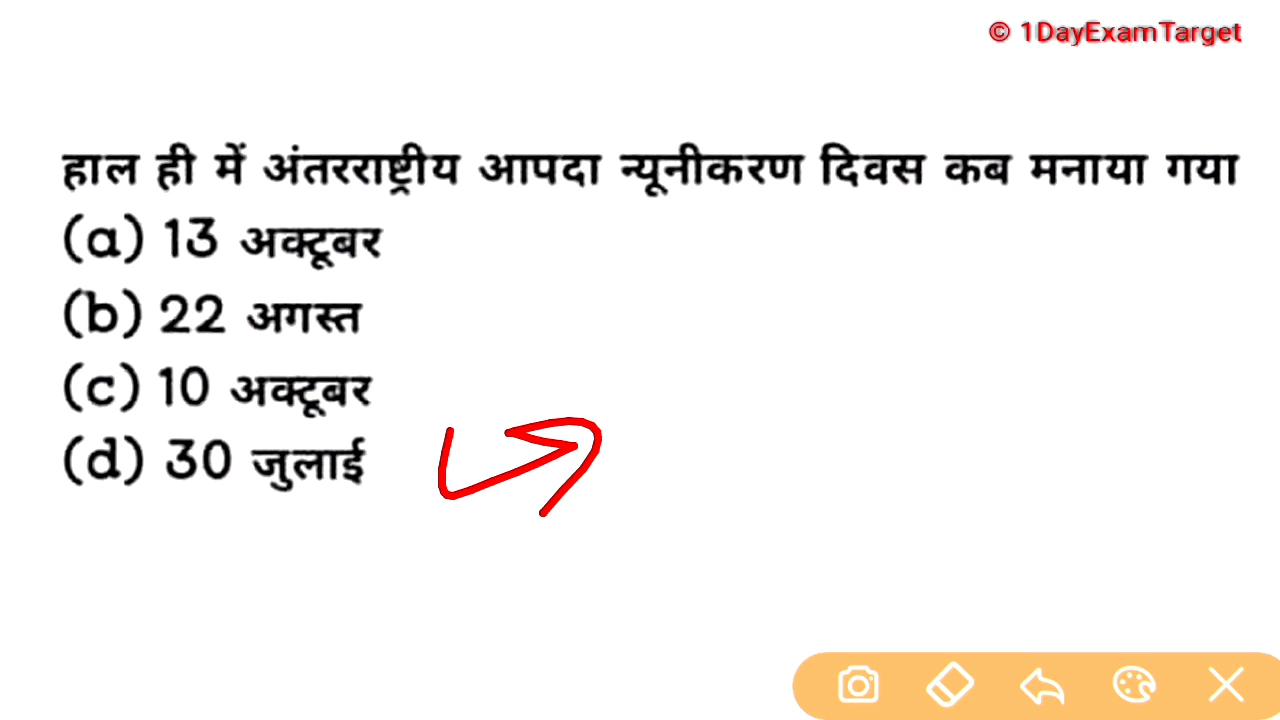 © 1DayExamTarget
हाल ही में अंतरराष्ट्रीय आपदा न्यूनीकरण दिवस कब मनाया गया
(a) 13 अक्टूबर
(b) 22 अगस्त
(c) 10 अक्टूबर
(d) 30 जुलाई